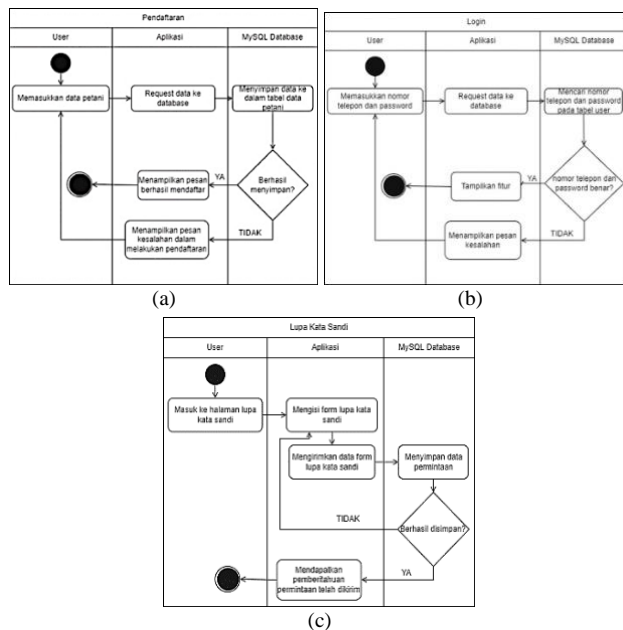 Pendaftaran
User
Aplikasi
MySQL Database
Memasukkan data petani
Request data ke
database
Menyimpan data ke
dalam tabel data
petani
Berhasil
menyimpan?
YA
Menampilkan pesan
berhasil mendaftar
TIDAK
Menampilkan pesan
kesalahan dalam
melakukan pendaftaran
(a)
Login
User
Aplikasi
MySQL Database
Memasukkan nomor
telepon dan password
Request data ke
database
Mencari nomor
telepon dan password
pada tabel user
nomor telepon dan
password benar?
YA
Tampilkan fitur
TIDAK
Menampilkan pesan
kesalahan
(b)
Lupa Kata Sandi
User
Aplikasi
MySQL Database
Masuk ke halaman lupa
kata sandi
Mengisi form lupa kata
sandi
Mengirimkan data form
lupa kata sandi
Menyimpan data
permintaan
Berhasil disimpan?
TIDAK
YA
Mendapatkan
pemberitahuan
permintaan telah dikirim
(c)